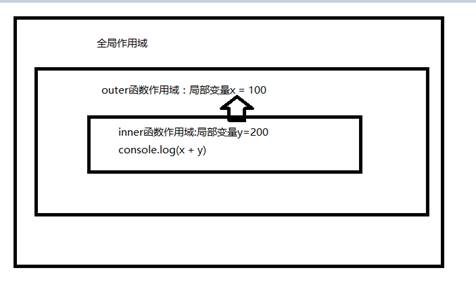 全局作用域
outer函数作用域：局部变量x = 100
inner函数作用域:局部变量y=200
console.log(x + y)